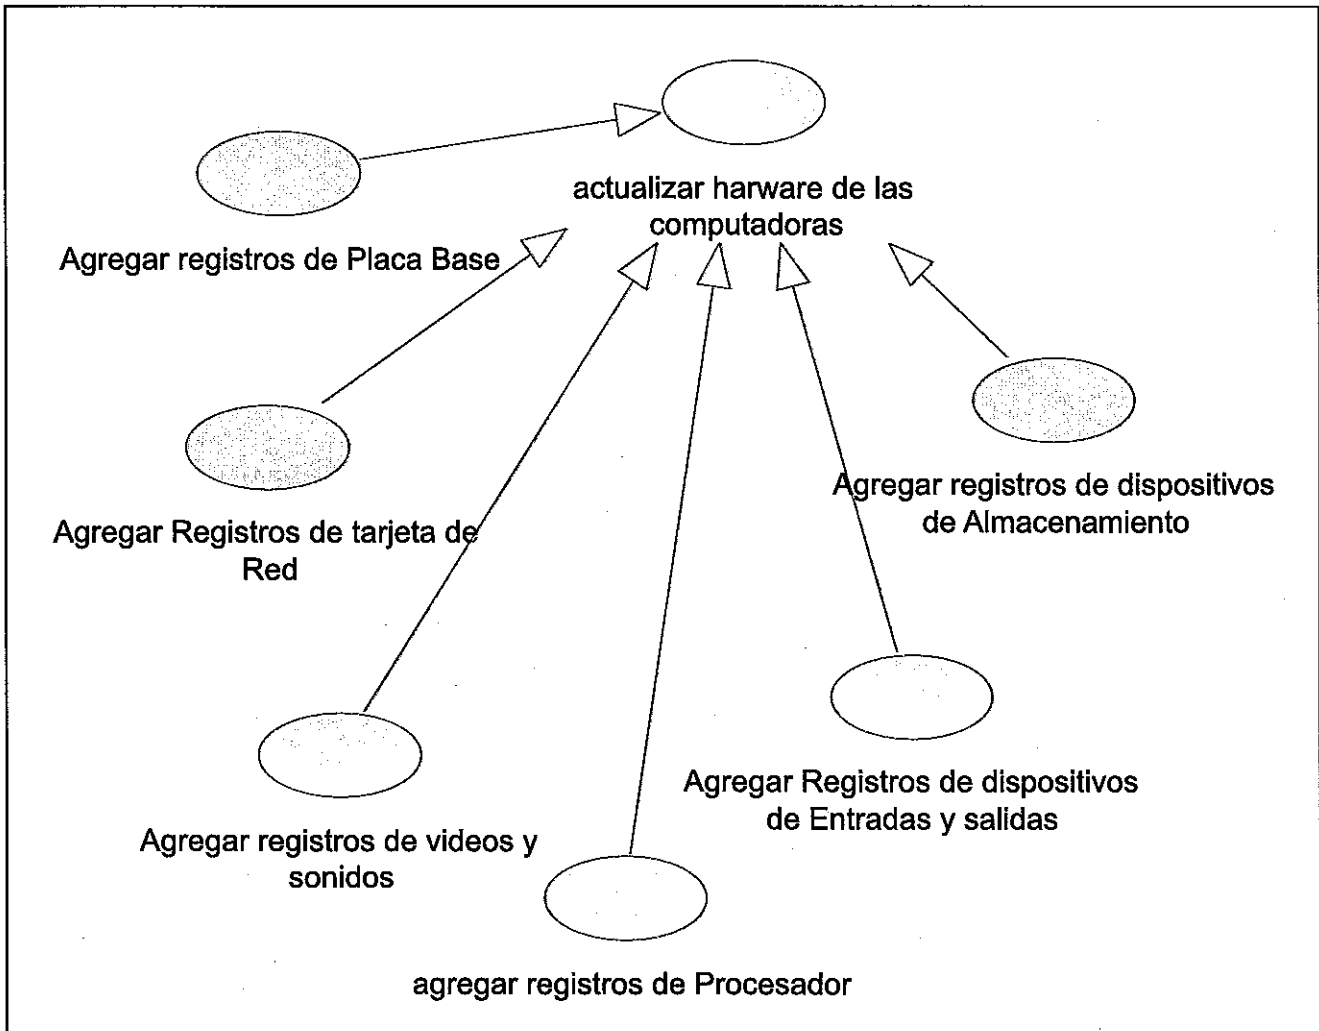 actualizar harware de las
computadoras
Agregar registros de Placa Base
Agregar Registros de tarjeta de
Red
Agregar registros de dispositivos
de Almacenamiento
Agregar registros de videos y
sonidos
Agregar Registros de dispositivos
de Entradas y salidas
agregar registros de Procesador